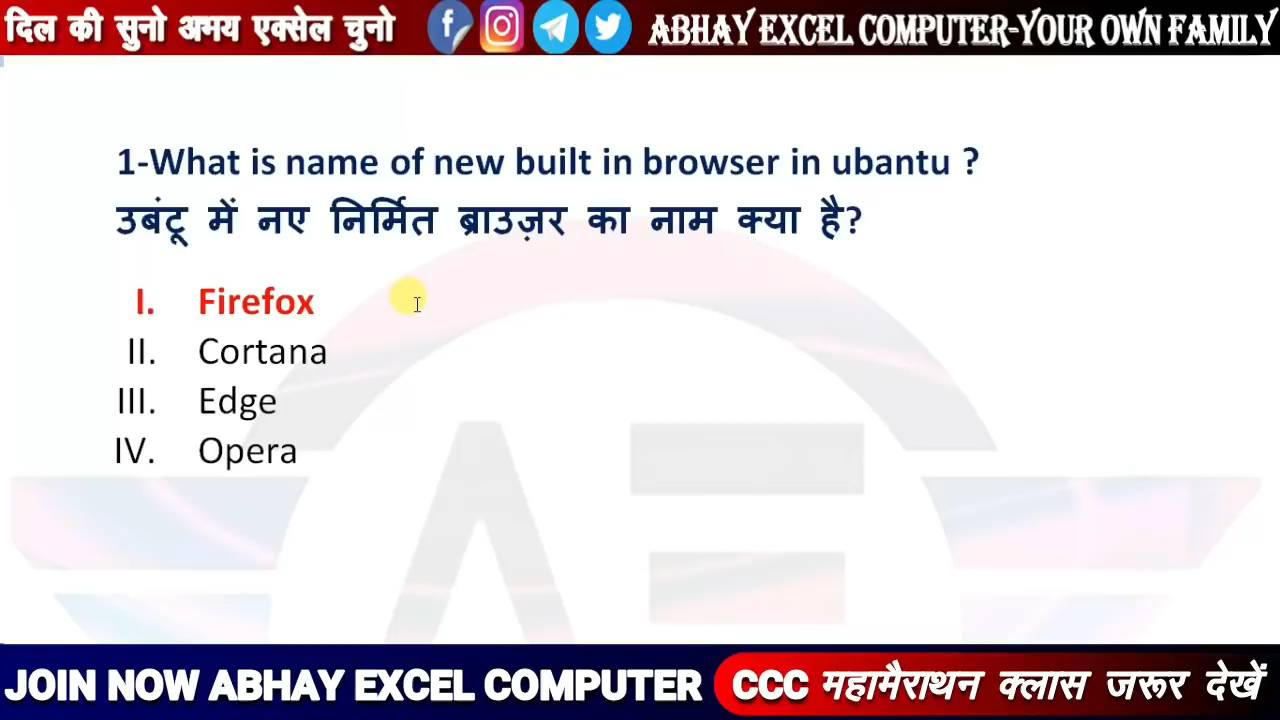 दिल की सुनो अभय एक्सेल चुनो ABHAY EXCEL COMPUTER-YOUR OWN FAMILY
1-What is name of new built in browser in ubantu ?
उबंटू में नए निर्मित ब्राउज़र का नाम क्या है?
I. Firefox
II. Cortana
III. Edge
IV. Opera
JOIN NOW ABHAY EXCEL COMPUTER CCC महामैराथन क्लास जरूर देखें